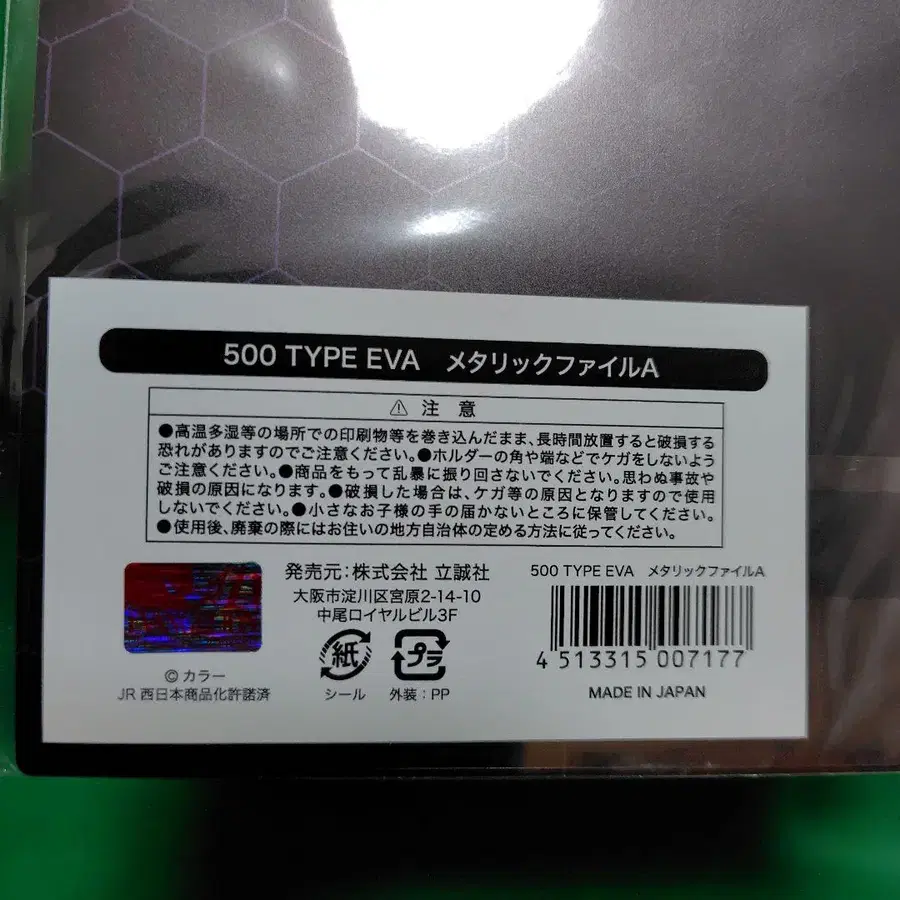 500 TYPE EVA メタリックファイルA
⚠ 注 意
●高温多湿等の場所での印刷物等を巻き込んだまま、長時間放置すると破損する
恐れがありますのでご注意ください。●ホルダーの角や端などでケガをしないよう
ご注意ください。●商品をもって乱暴に振り回さないでください。思わぬ事故や
破損の原因になります。●破損した場合は、ケガ等の原因となりますので使用
しないでください。●小さなお子様の手の届かないところに保管してください。
●使用後、廃棄の際にはお住いの地方自治体の定める方法に従ってください。
発売元:株式会社 立誠社
大阪市淀川区宮原2-14-10
中尾ロイヤルビル3F
紙
シール
プラ
外装:PP
© カラー
JR 西日本商品化許諾済
500 TYPE EVA メタリックファイルA
4 513315 007177
MADE IN JAPAN